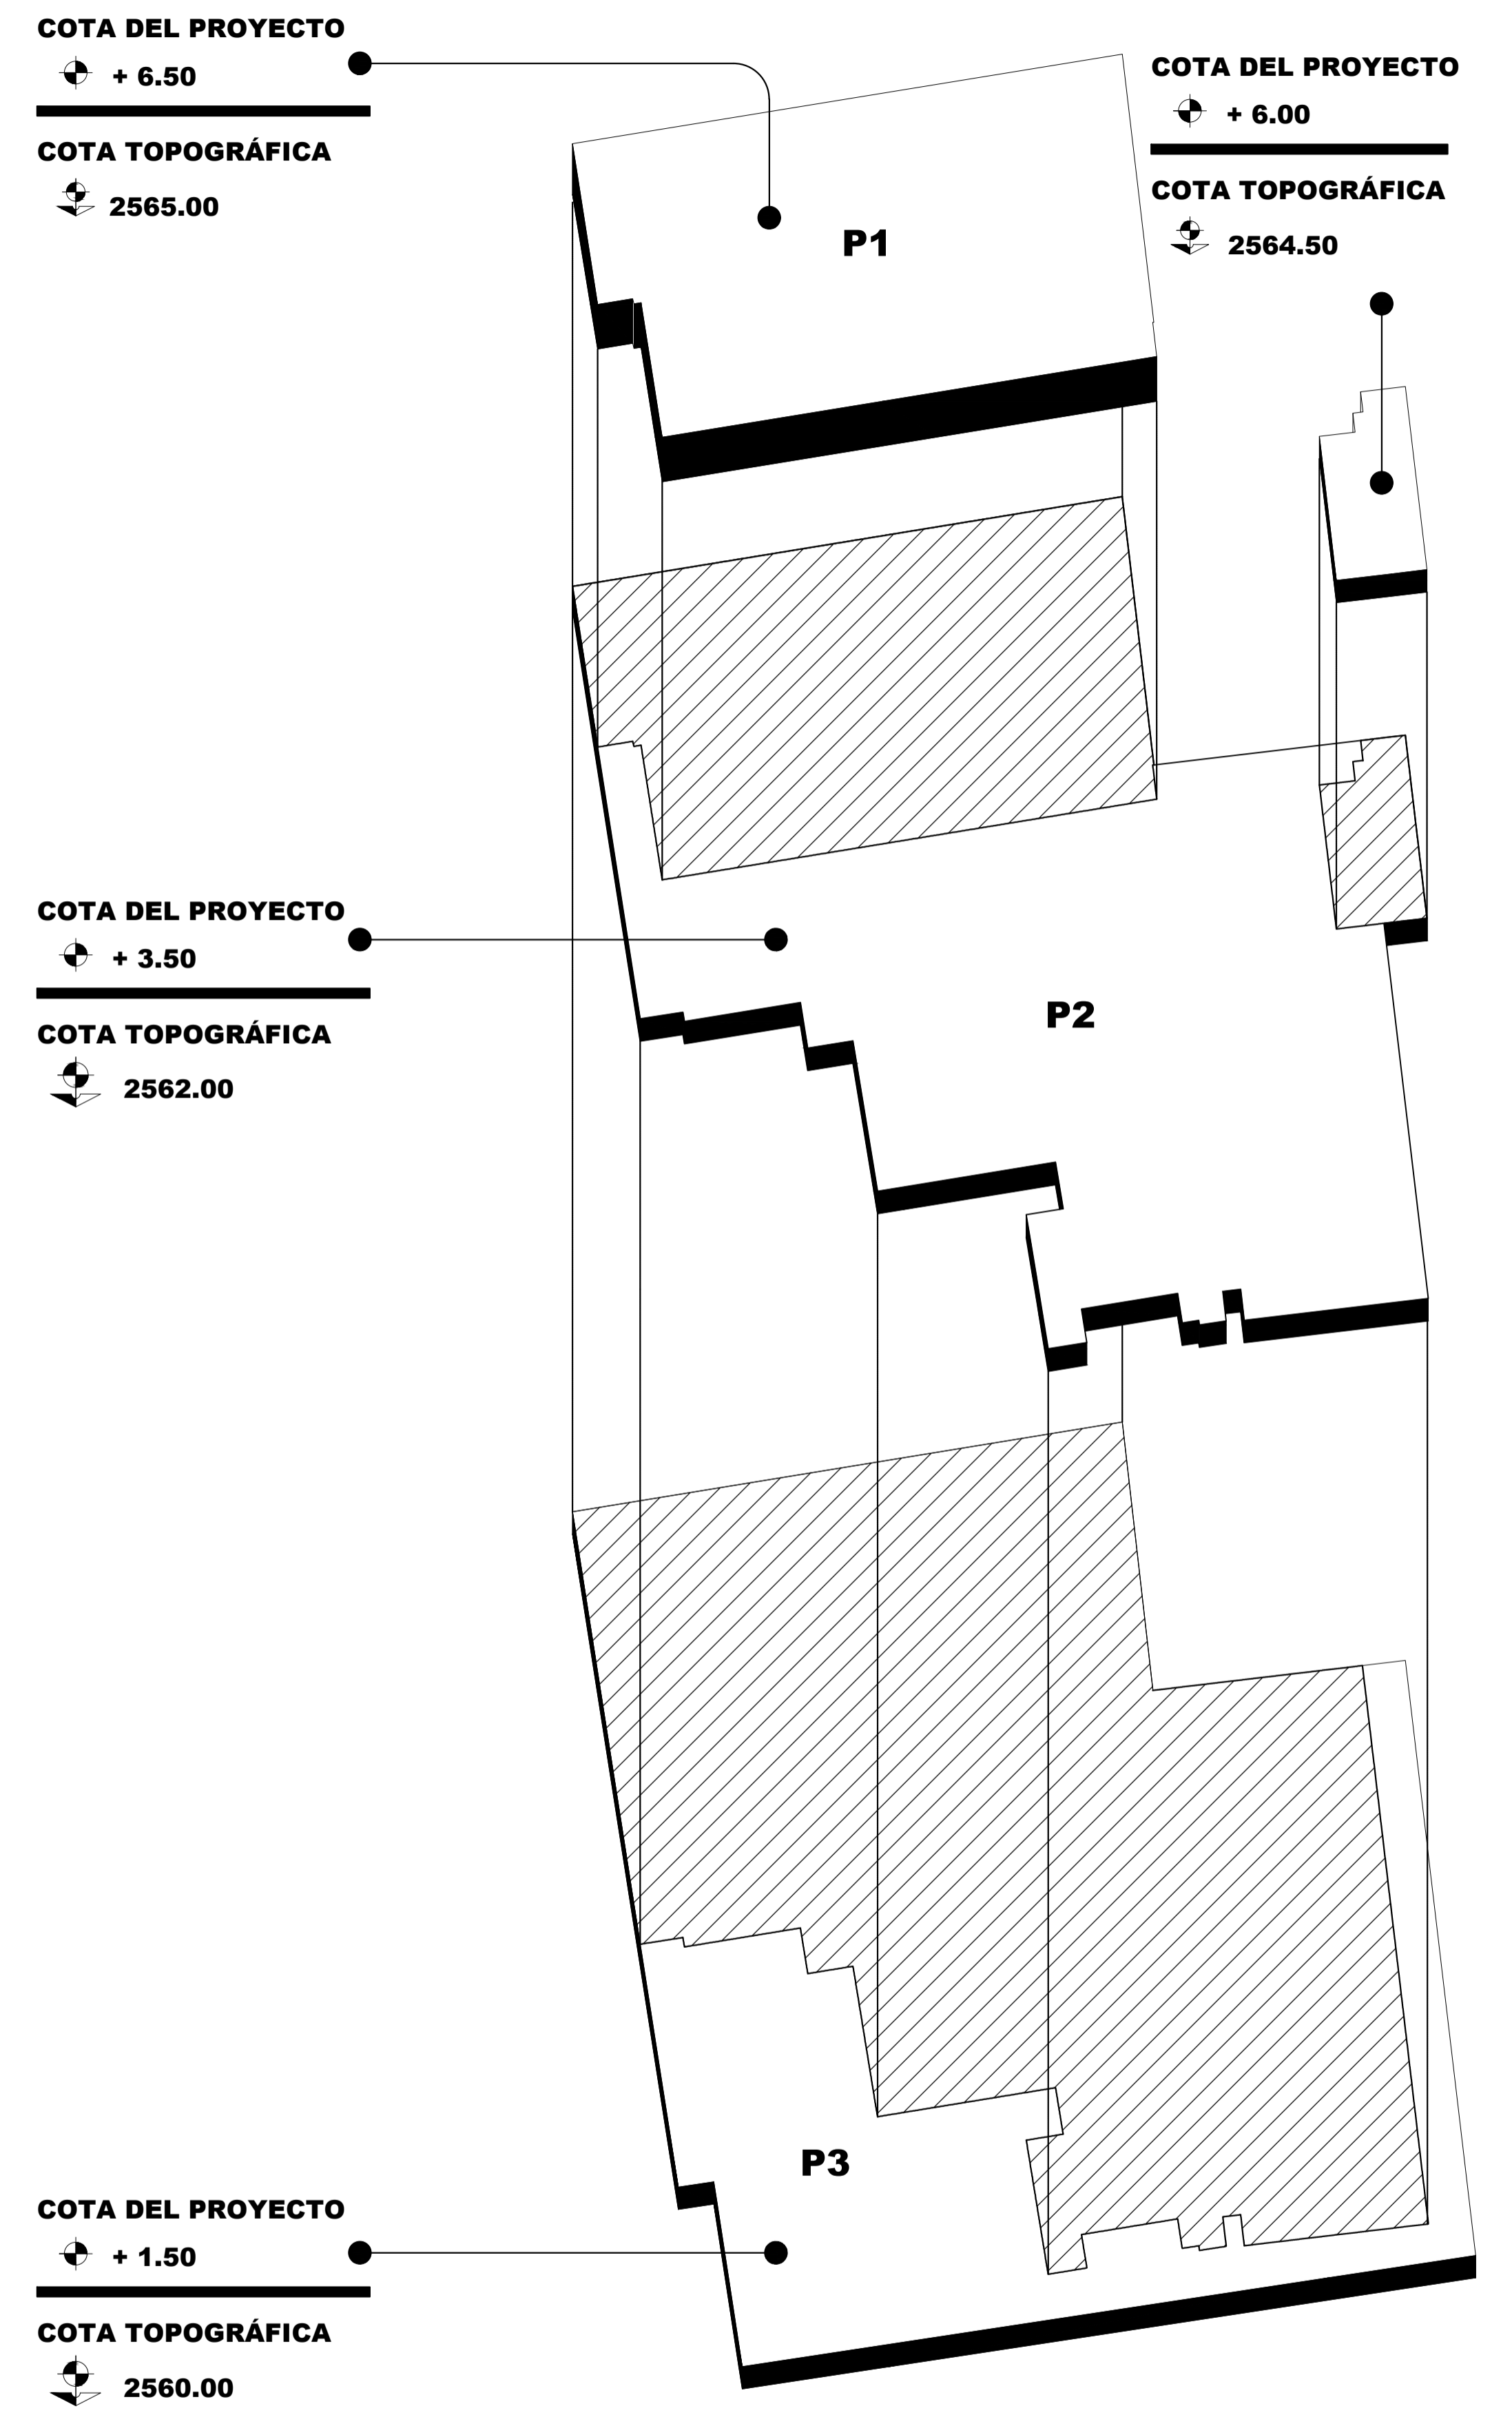 COTA DEL PROYECTO
+ 6.50
COTA TOPOGRÁFICA
2565.00
COTA DEL PROYECTO
+ 6.00
COTA TOPOGRÁFICA
2564.50
P1
COTA DEL PROYECTO
+ 3.50
COTA TOPOGRÁFICA
2562.00
P2
P3
COTA DEL PROYECTO
+ 1.50
COTA TOPOGRÁFICA
2560.00